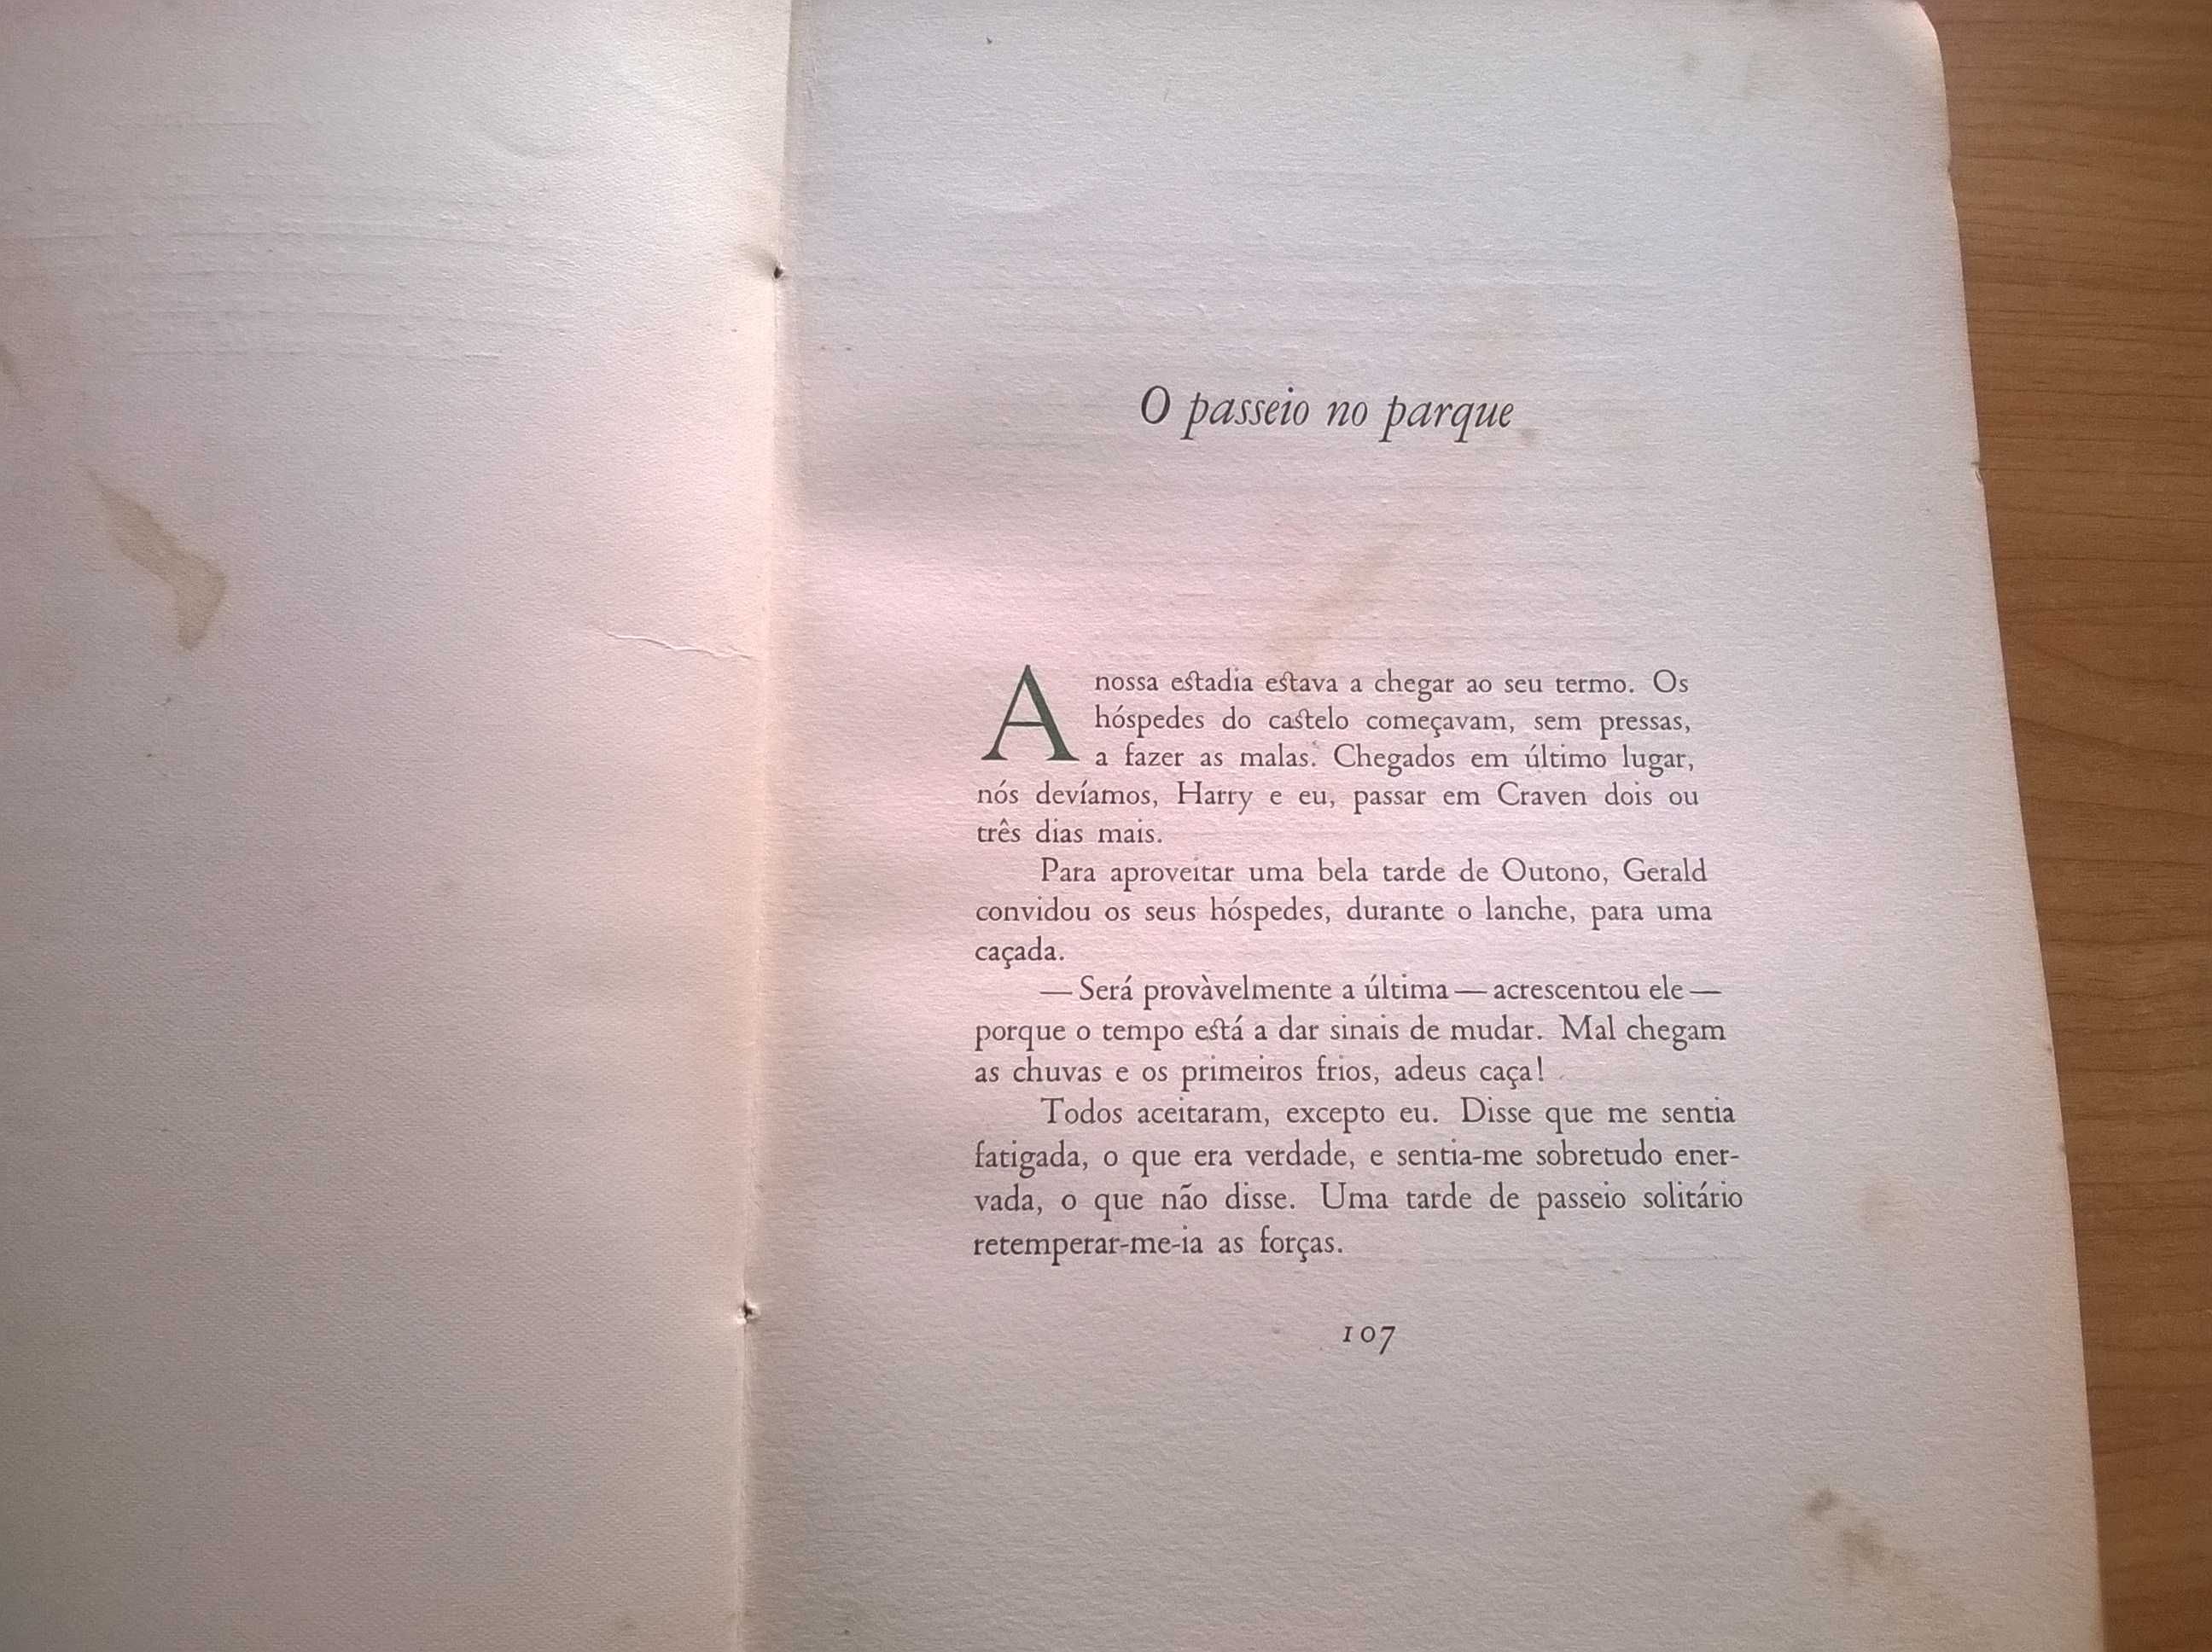 O passeio no parque
A nossa estadia estava a chegar ao seu termo. Os
hóspedes do castelo começavam, sem pressas,
a fazer as malas. Chegados em último lugar,
nós devíamos, Harry e eu, passar em Craven dois ou
três dias mais.
Para aproveitar uma bela tarde de Outono, Gerald
convidou os seus hóspedes, durante o lanche, para uma
caçada.
— Será provàvelmente a última — acrescentou ele —
porque o tempo está a dar sinais de mudar. Mal chegam
as chuvas e os primeiros frios, adeus caça!
Todos aceitaram, excepto eu. Disse que me sentia
fatigada, o que era verdade, e sentia-me sobretudo ener-
vada, o que não disse. Uma tarde de passeio solitário
retemperar-me-ia as forças.
107